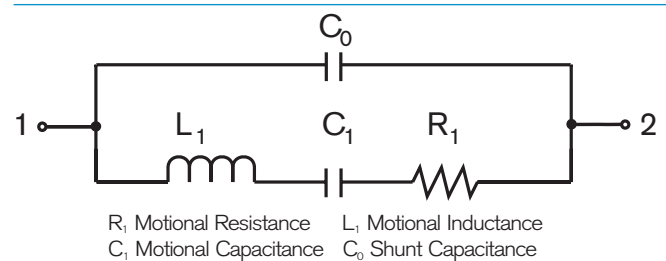 C₀
1 L₁ C₁ R₁ 2
R₁ Motional Resistance L₁ Motional Inductance
C₁ Motional Capacitance C₀ Shunt Capacitance